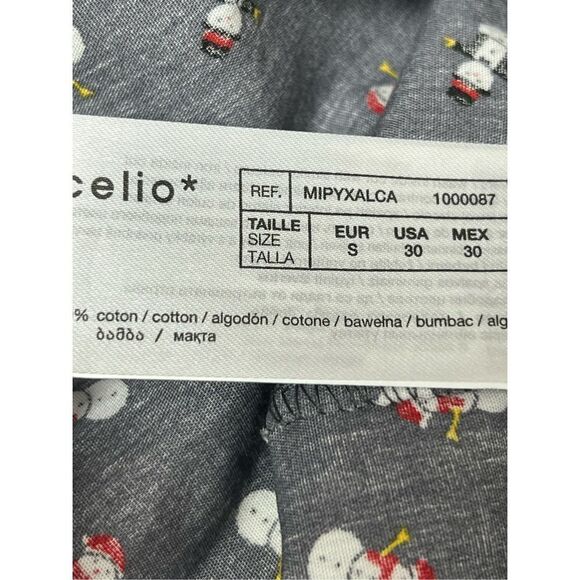 celio*
REF. MIPYXALCA 1000087
TAILLE EUR USA MEX
SIZE S 30 30
TALLA
% coton / cotton / algodón / cotone / bawełna / bumbac / alg
ბამბა / мақта